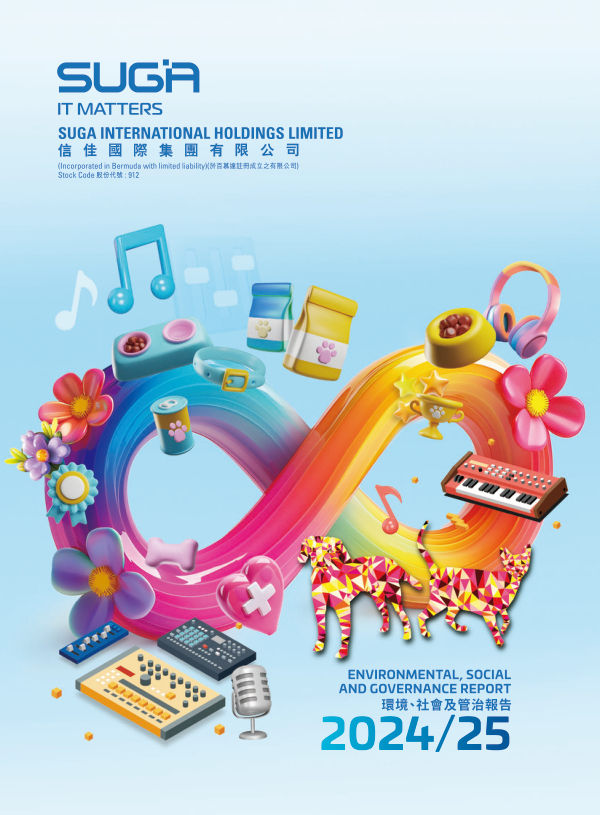 SUGA
IT MATTERS
SUGA INTERNATIONAL HOLDINGS LIMITED
信佳國際集團有限公司
(Incorporated in Bermuda with limited liability)(於百慕達註冊成立之有限公司)
Stock Code 股份代號 : 912
ENVIRONMENTAL, SOCIAL
AND GOVERNANCE REPORT
環境、社會及管治報告
2024/25